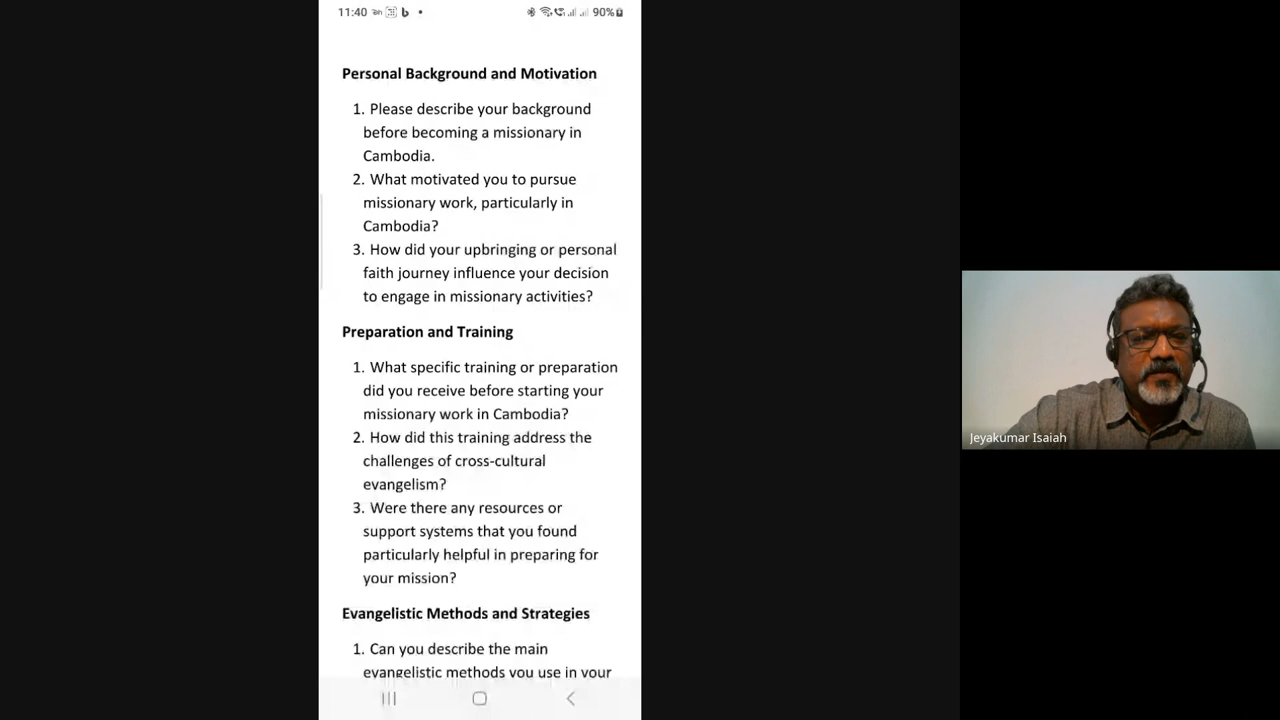 11:40
90%
Personal Background and Motivation
1. Please describe your background
before becoming a missionary in
Cambodia.
2. What motivated you to pursue
missionary work, particularly in
Cambodia?
3. How did your upbringing or personal
faith journey influence your decision
to engage in missionary activities?
Preparation and Training
1. What specific training or preparation
did you receive before starting your
missionary work in Cambodia?
2. How did this training address the
challenges of cross-cultural
evangelism?
3. Were there any resources or
support systems that you found
particularly helpful in preparing for
your mission?
Evangelistic Methods and Strategies
1. Can you describe the main
evangelistic methods you use in your
Jeyakumar Isaiah